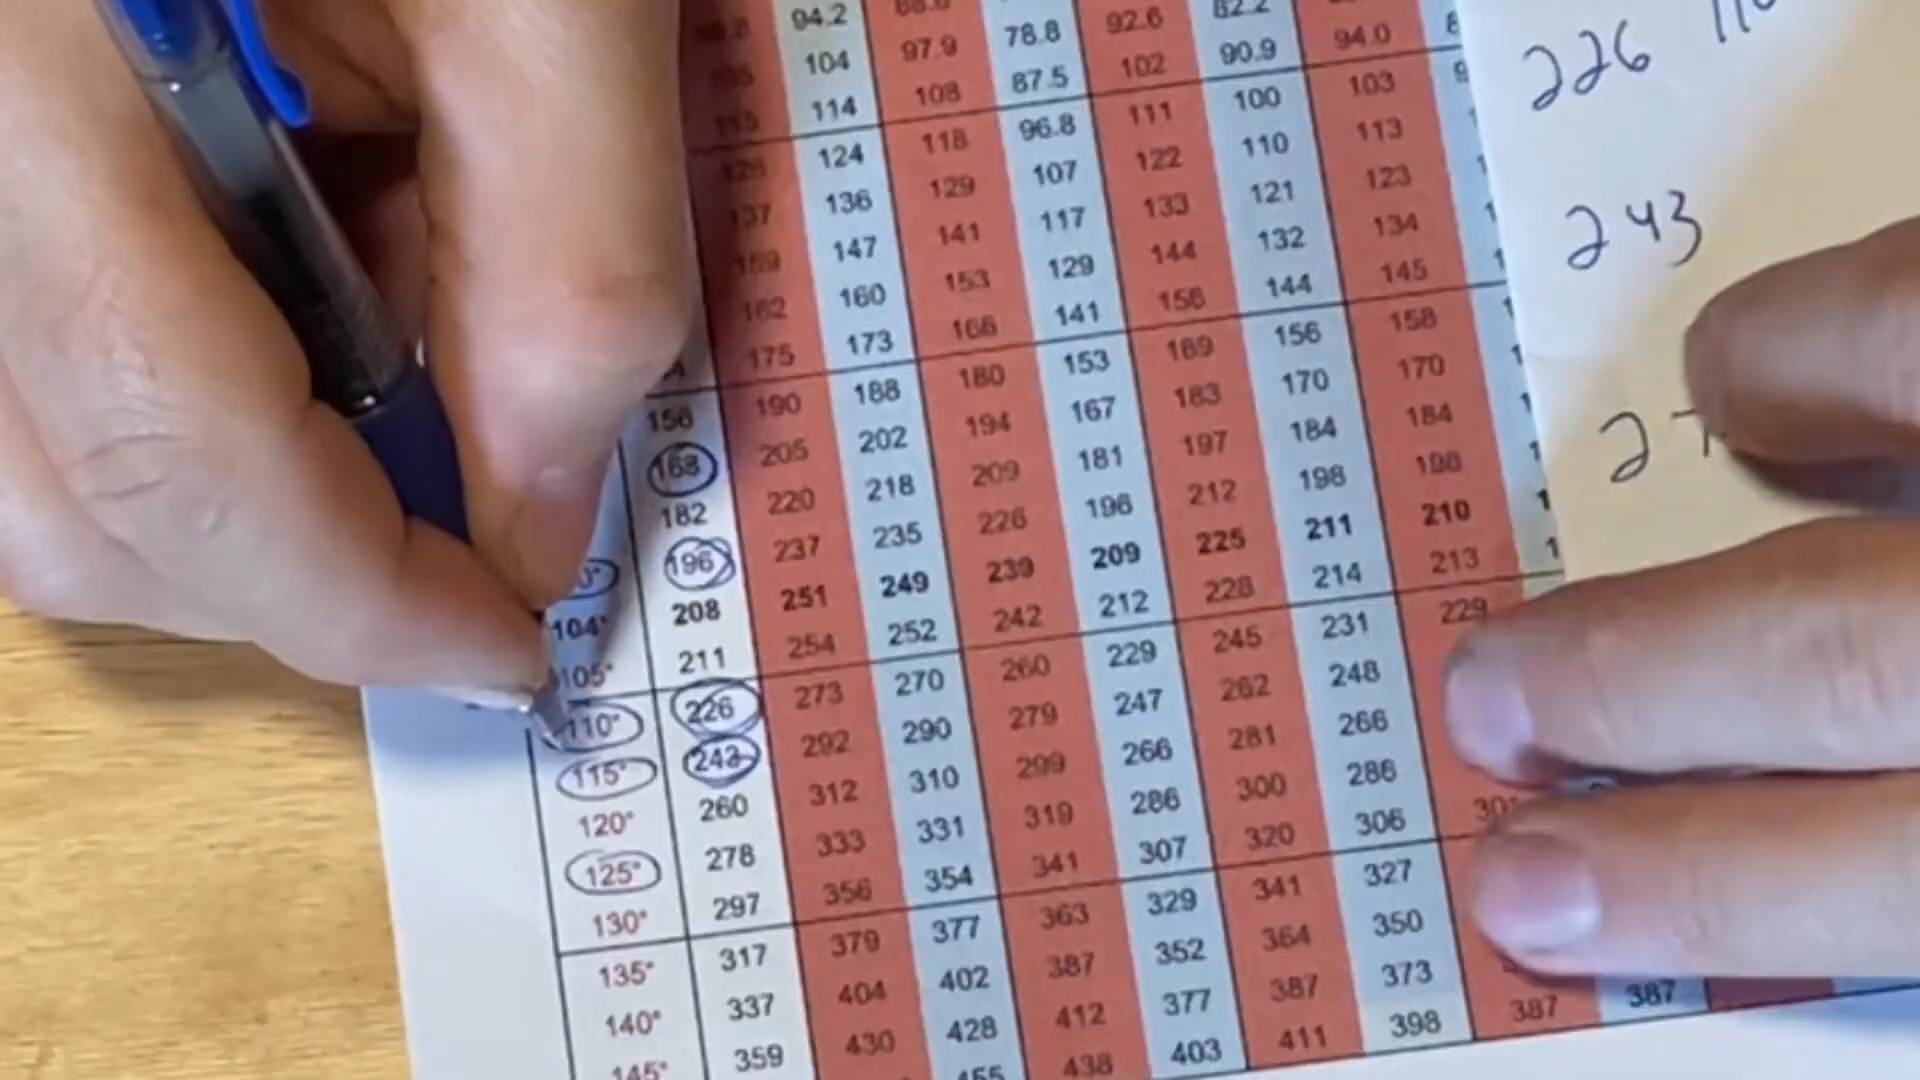 94.2 92.6 82.2
104 97.9 78.8 102 90.9 94.0
114 108 87.5 111 100 103
124 118 96.8 122 110 113
137 136 129 107 133 121 123
147 141 117 144 132 134
162 160 153 129 156 144 145
175 173 166 141 169 156 158
156 190 188 180 153 183 170 170
168 205 202 194 167 197 184 184
182 220 218 209 181 212 198 198
196 237 235 226 196 225 211 210
104° 208 251 249 239 209 228 214 213
105° 211 254 252 242 212 245 231 229
110° 226 273 270 260 229 262 248
115° 243 292 290 279 247 281 266
120° 260 312 310 299 266 300 286
125° 278 333 331 319 286 320 306
130° 297 356 354 341 307 341 327
135° 317 379 377 363 329 364 350
140° 337 404 402 387 352 387 373
145° 359 430 428 412 377 411 398 387 387
455 438 403
226
243